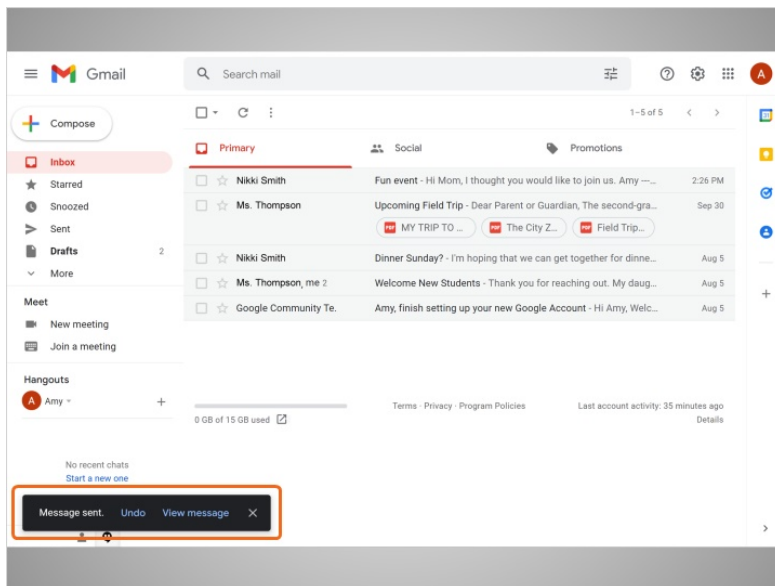 Gmail
Search mail
A
Compose
1–5 of 5
31
Inbox
Starred
Snoozed
Sent
Drafts 2
More
Primary
Social
Promotions
Nikki Smith Fun event - Hi Mom, I thought you would like to join us. Amy —... 2:26 PM
Ms. Thompson Upcoming Field Trip - Dear Parent or Guardian, The second-gra... Sep 30
PDF MY TRIP TO ... PDF The City Z... PDF Field Trip...
Nikki Smith Dinner Sunday? - I'm hoping that we can get together for dinne... Aug 5
Ms. Thompson, me 2 Welcome New Students - Thank you for reaching out. My daug... Aug 5
Google Community Te. Amy, finish setting up your new Google Account - Hi Amy, Welc... Aug 5
Meet
New meeting
Join a meeting
Hangouts
A Amy
0 GB of 15 GB used
Terms · Privacy · Program Policies
Last account activity: 35 minutes ago
Details
No recent chats
Start a new one
Message sent. Undo View message